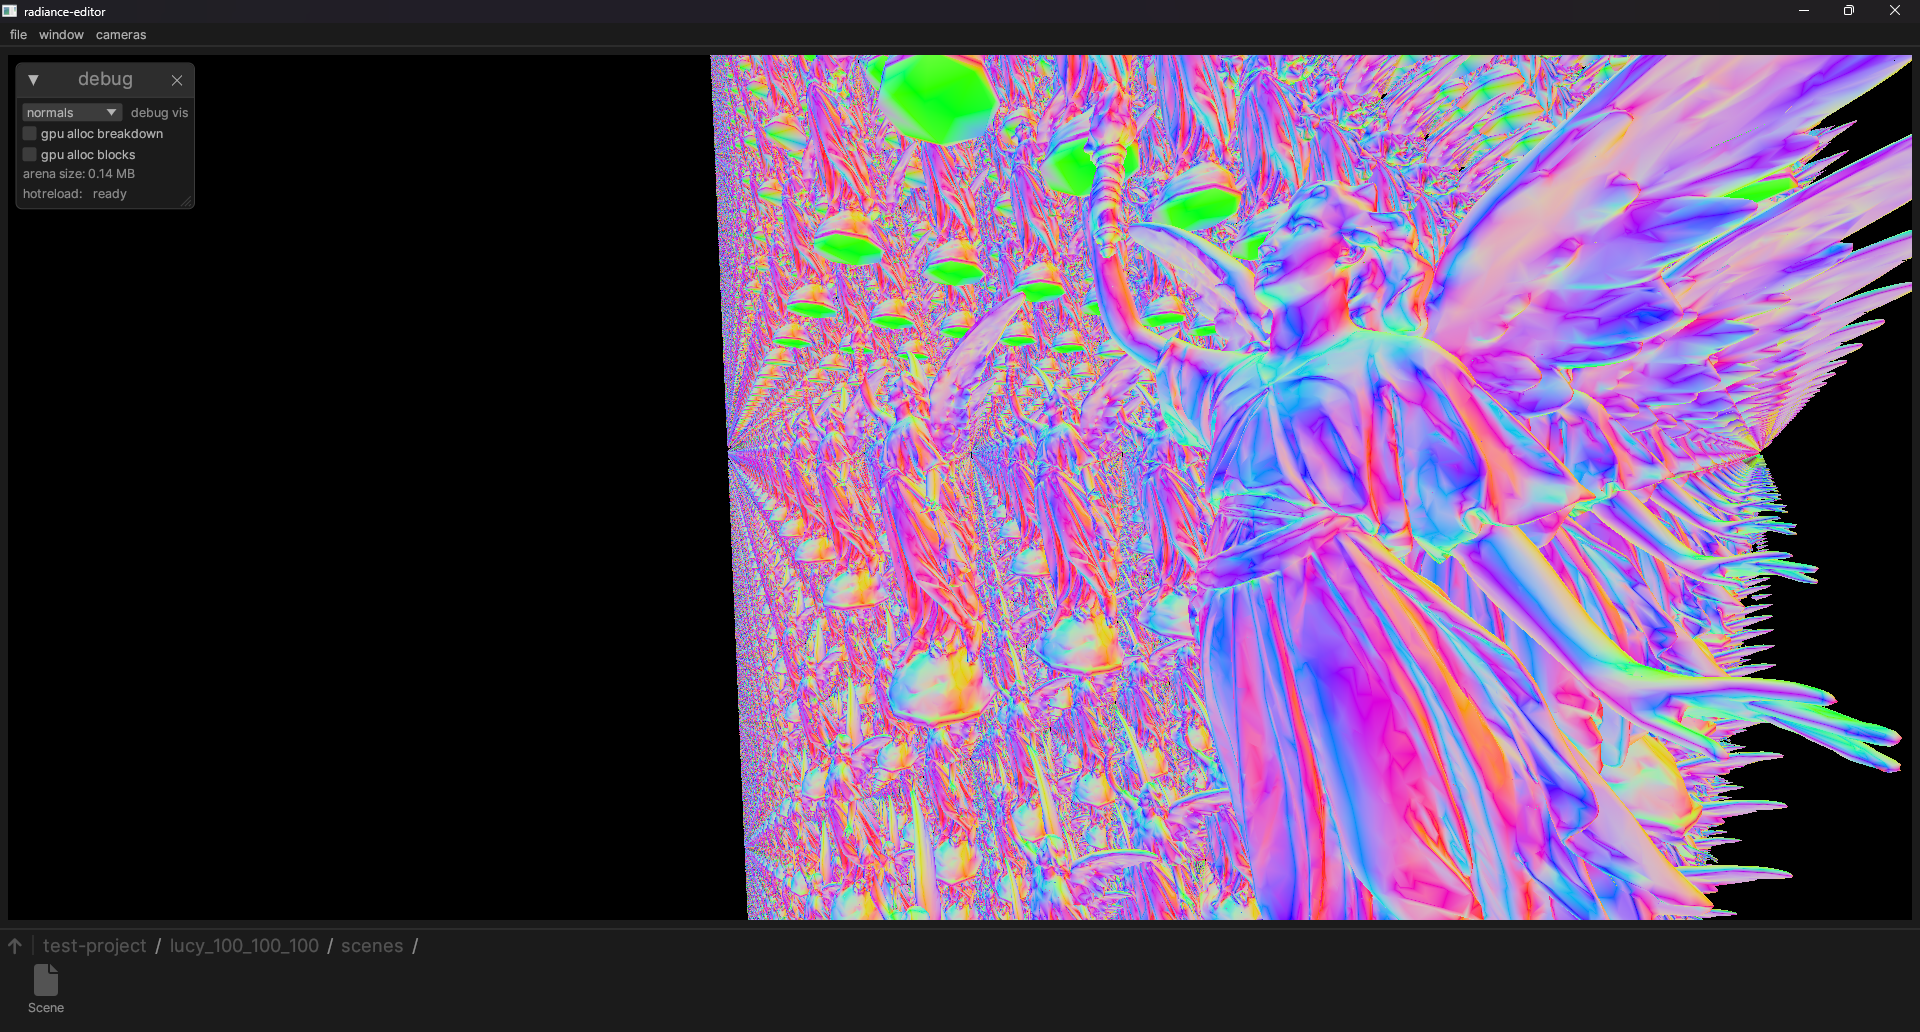 radiance-editor
file window cameras
debug
normals debug vis
gpu alloc breakdown
gpu alloc blocks
arena size: 0.14 MB
hotreload: ready
test-project / lucy_100_100_100 / scenes /
Scene